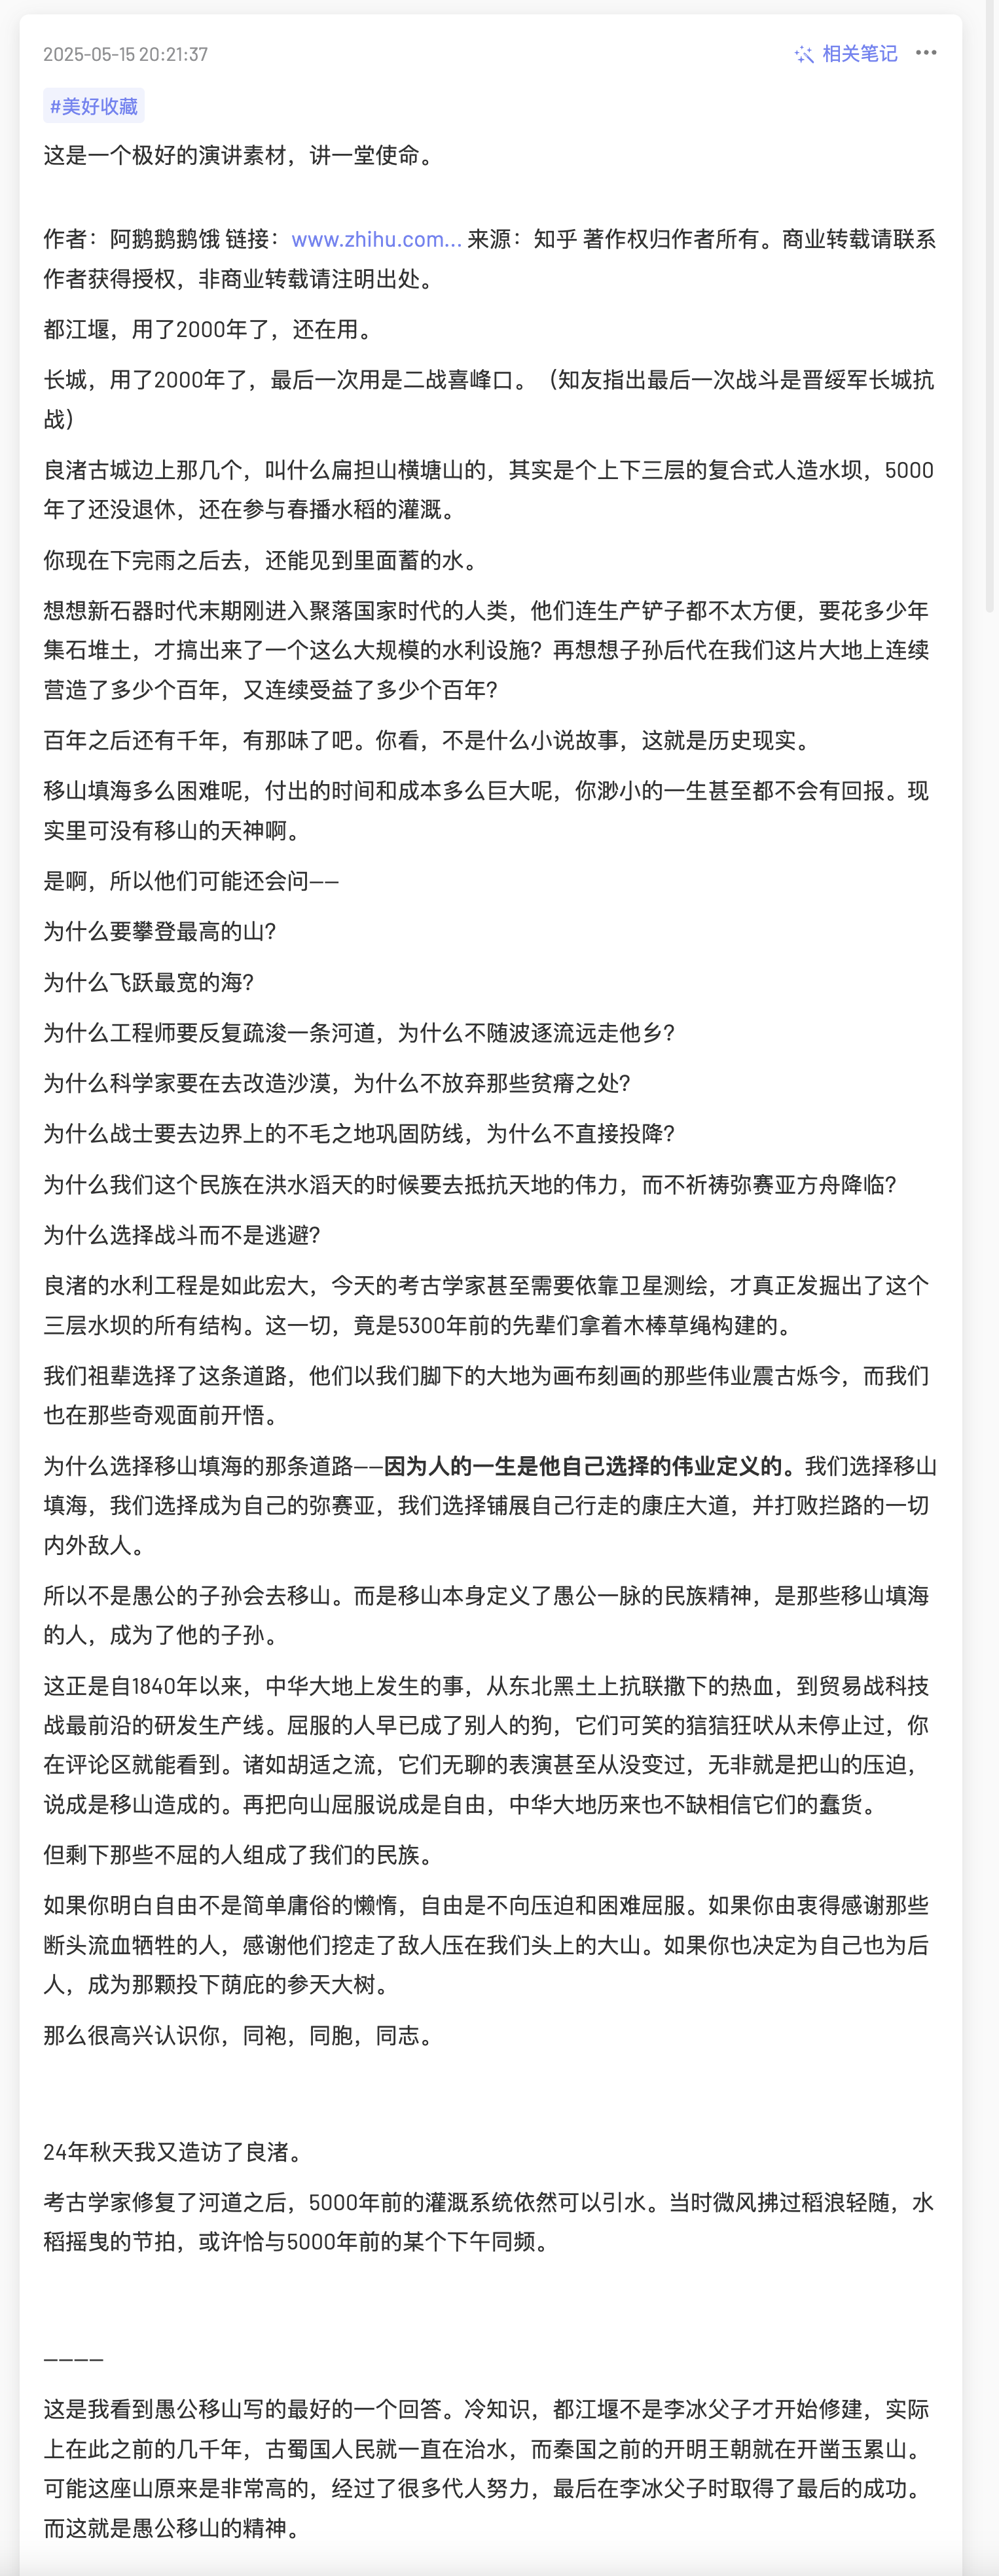 2025-05-15 20:21:37
相关笔记 •••
#美好收藏
这是一个极好的演讲素材，讲一堂使命。
作者：阿鹅鹅鹅饿 链接：www.zhihu.com... 来源：知乎 著作权归作者所有。商业转载请联系
作者获得授权，非商业转载请注明出处。
都江堰，用了2000年了，还在用。
长城，用了2000年了，最后一次用是二战喜峰口。（知友指出最后一次战斗是晋绥军长城抗
战）
良渚古城边上那几个，叫什么扁担山横塘山的，其实是个上下三层的复合式人造水坝，5000
年了还没退休，还在参与春播水稻的灌溉。
你现在下完雨之后去，还能见到里面蓄的水。
想想新石器时代末期刚进入聚落国家时代的人类，他们连生产铲子都不太方便，要花多少年
集石堆土，才搞出来了一个这么大规模的水利设施？再想想子孙后代在我们这片大地上连续
营造了多少个百年，又连续受益了多少个百年？
百年之后还有千年，有那味了吧。你看，不是什么小说故事，这就是历史现实。
移山填海多么困难呢，付出的时间和成本多么巨大呢，你渺小的一生甚至都不会有回报。现
实里可没有移山的天神啊。
是啊，所以他们可能还会问——
为什么要攀登最高的山？
为什么飞跃最宽的海？
为什么工程师要反复疏浚一条河道，为什么不随波逐流远走他乡？
为什么科学家要在去改造沙漠，为什么不放弃那些贫瘠之处？
为什么战士要去边界上的不毛之地巩固防线，为什么不直接投降？
为什么我们这个民族在洪水滔天的时候要去抵抗天地的伟力，而不祈祷弥赛亚方舟降临？
为什么选择战斗而不是逃避？
良渚的水利工程是如此宏大，今天的考古学家甚至需要依靠卫星测绘，才真正发掘出了这个
三层水坝的所有结构。这一切，竟是5300年前的先辈们拿着木棒草绳构建的。
我们祖辈选择了这条道路，他们以我们脚下的大地为画布刻画的那些伟业震古烁今，而我们
也在那些奇观面前开悟。
为什么选择移山填海的那条道路——因为人的一生是他自己选择的伟业定义的。我们选择移山
填海，我们选择成为自己的弥赛亚，我们选择铺展自己行走的康庄大道，并打败拦路的一切
内外敌人。
所以不是愚公的子孙会去移山。而是移山本身定义了愚公一脉的民族精神，是那些移山填海
的人，成为了他的子孙。
这正是自1840年以来，中华大地上发生的事，从东北黑土上抗联撒下的热血，到贸易战科技
战最前沿的研发生产线。屈服的人早已成了别人的狗，它们可笑的狺狺狂吠从未停止过，你
在评论区就能看到。诸如胡适之流，它们无聊的表演甚至从没变过，无非就是把山的压迫，
说成是移山造成的。再把向山屈服说成是自由，中华大地历来也不缺相信它们的蠢货。
但剩下那些不屈的人组成了我们的民族。
如果你明白自由不是简单庸俗的懒惰，自由是不向压迫和困难屈服。如果你由衷得感谢那些
断头流血牺牲的人，感谢他们挖走了敌人压在我们头上的大山。如果你也决定为自己也为后
人，成为那颗投下荫庇的参天大树。
那么很高兴认识你，同袍，同胞，同志。
24年秋天我又造访了良渚。
考古学家修复了河道之后，5000年前的灌溉系统依然可以引水。当时微风拂过稻浪轻随，水
稻摇曳的节拍，或许恰与5000年前的某个下午同频。
————
这是我看到愚公移山写的最好的一个回答。冷知识，都江堰不是李冰父子才开始修建，实际
上在此之前的几千年，古蜀国人民就一直在治水，而秦国之前的开明王朝就在开凿玉累山。
可能这座山原来是非常高的，经过了很多代人努力，最后在李冰父子时取得了最后的成功。
而这就是愚公移山的精神。